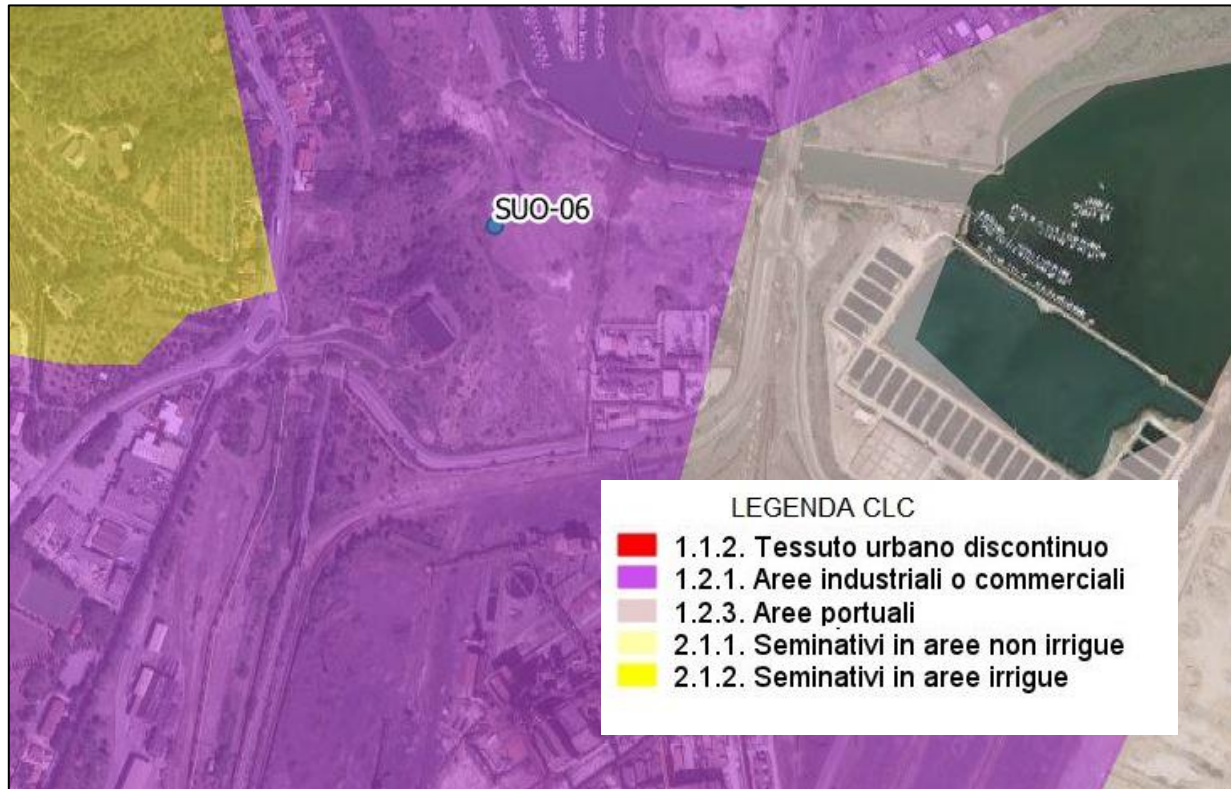 SUO-06
LEGENDA CLC
1.1.2. Tessuto urbano discontinuo
1.2.1. Aree industriali o commerciali
1.2.3. Aree portuali
2.1.1. Seminativi in aree non irrigue
2.1.2. Seminativi in aree irrigue